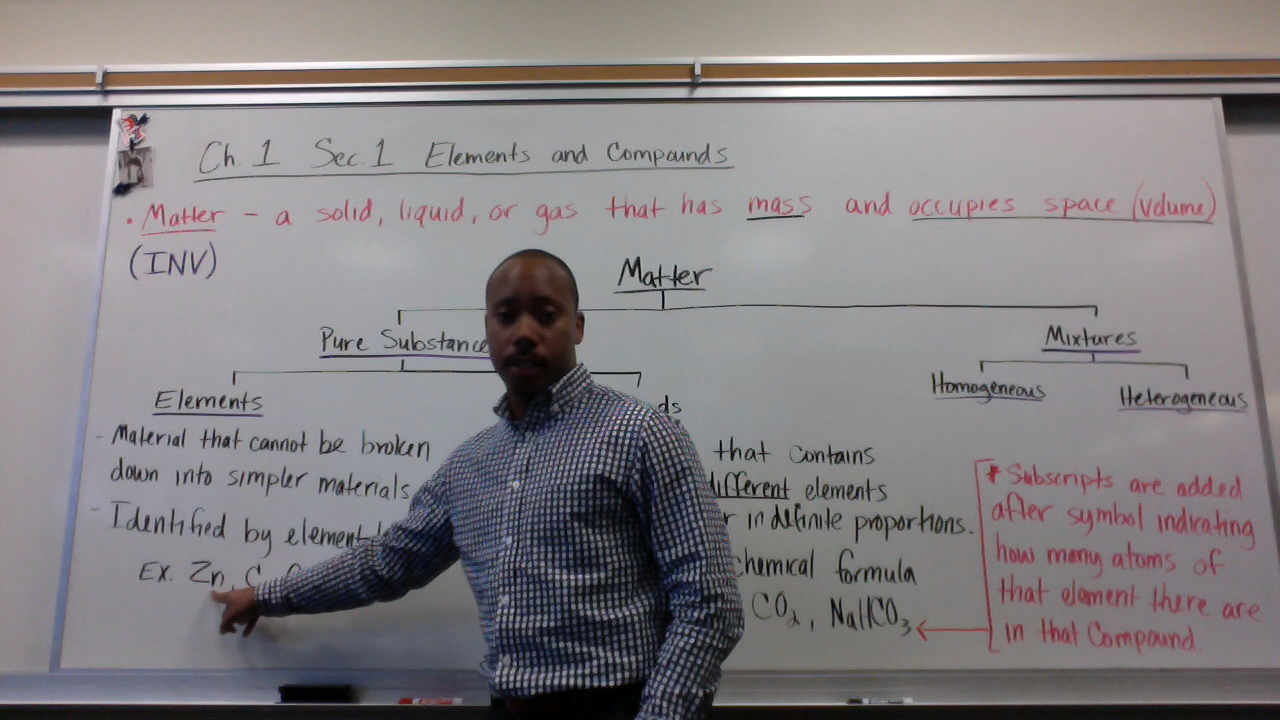 Ch. 1 Sec. 1 Elements and Compounds
• Matter – a solid, liquid, or gas that has mass and occupies space (volume)
(INV)
Matter
Pure Substance
Mixtures
Elements
ds
Homogeneous
Heterogeneous
- Material that cannot be broken
down into simpler materials
- Identified by element
Ex. Zn, C
that contains
different elements
r in definite proportions.
chemical formula
CO₂, NaHCO₃
* Subscripts are added
after symbol indicating
how many atoms of
that element there are
in that Compound.